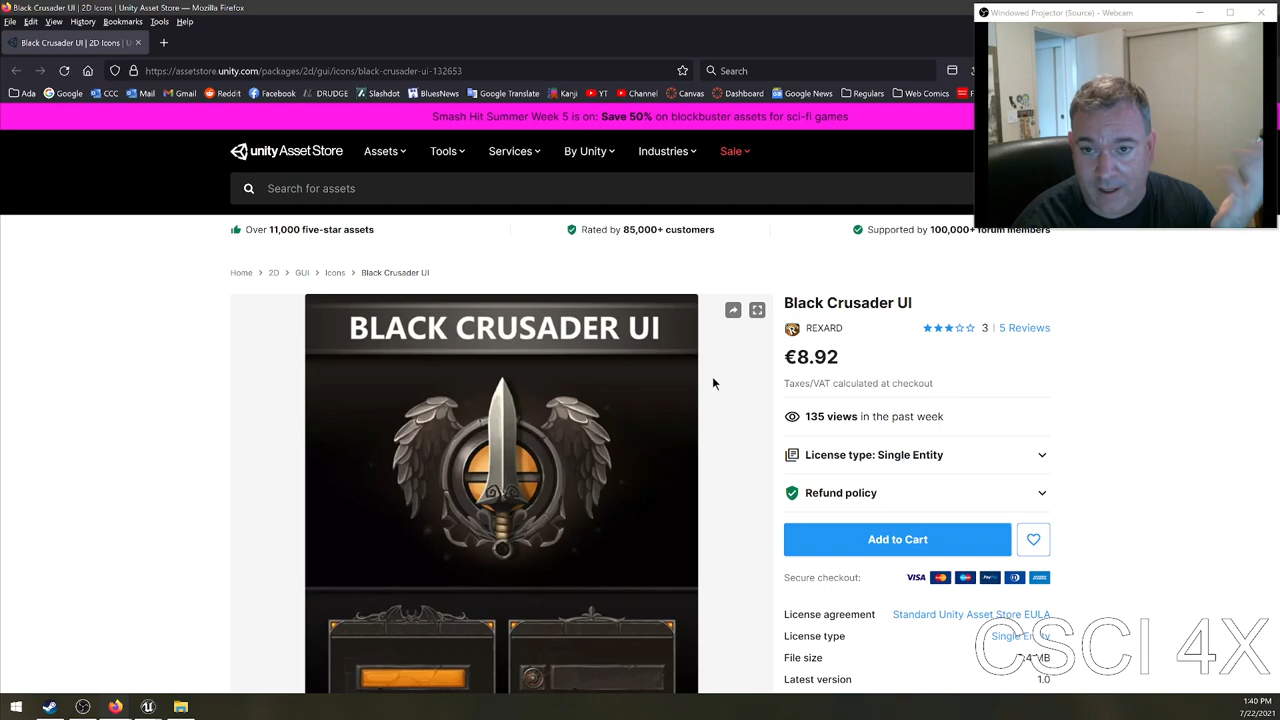 Black Crusader UI | 2D Icons | Unity Asset Store — Mozilla Firefox
File Edit View History Bookmarks Tools Help
Windowed Projector (Source) - Webcam
Black Crusader UI | 2D Icons | U
https://assetstore.unity.com/packages/2d/gui/icons/black-crusader-ui-132653
Search
Ada Google CCC Mail Gmail Reddit Facebook DRUDGE Slashdot BluesNews Google Translate Kanji YT Channel Canvas Dashboard Google News Regulars Web Comics
Smash Hit Summer Week 5 is on: Save 50% on blockbuster assets for sci-fi games
unity Asset Store Assets Tools Services By Unity Industries Sale
Search for assets
Over 11,000 five-star assets
Rated by 85,000+ customers
Supported by 100,000+ forum members
Home > 2D > GUI > Icons > Black Crusader UI
BLACK CRUSADER UI
Black Crusader UI
REXARD 3 | 5 Reviews
€8.92
Taxes/VAT calculated at checkout
135 views in the past week
License type: Single Entity
Refund policy
Add to Cart
Secure checkout: VISA PayPal
License agreement Standard Unity Asset Store EULA
License type Single Entity
File size MB
Latest version 1.0
CSCI 4X
1:40 PM
7/22/2021